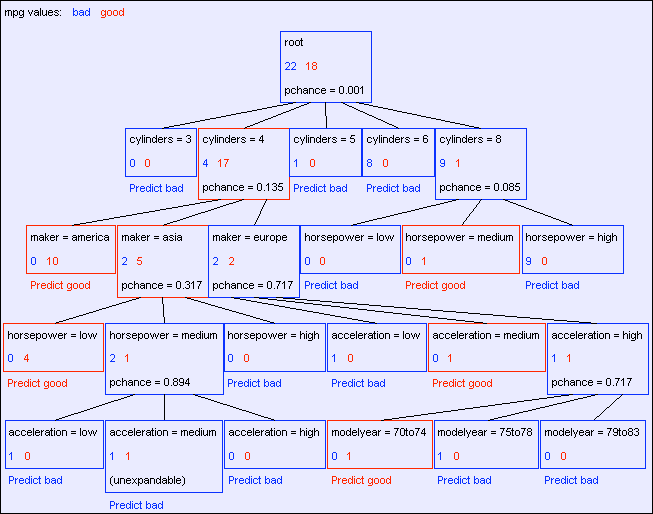 mpg values: bad good
root
22 18
pchance = 0.001
cylinders = 3
0 0
Predict bad
cylinders = 4
4 17
pchance = 0.135
cylinders = 5
1 0
Predict bad
cylinders = 6
8 0
Predict bad
cylinders = 8
9 1
pchance = 0.085
maker = america
0 10
Predict good
maker = asia
2 5
pchance = 0.317
maker = europe
2 2
pchance = 0.717
horsepower = low
0 0
Predict bad
horsepower = medium
0 1
Predict good
horsepower = high
9 0
Predict bad
horsepower = low
0 4
Predict good
horsepower = medium
2 1
pchance = 0.894
horsepower = high
0 0
Predict bad
acceleration = low
1 0
Predict bad
acceleration = medium
0 1
Predict good
acceleration = high
1 1
pchance = 0.717
acceleration = low
1 0
Predict bad
acceleration = medium
1 1
(unexpandable)
Predict bad
acceleration = high
0 0
Predict bad
modelyear = 70to74
0 1
Predict good
modelyear = 75to78
1 0
Predict bad
modelyear = 79to83
0 0
Predict bad